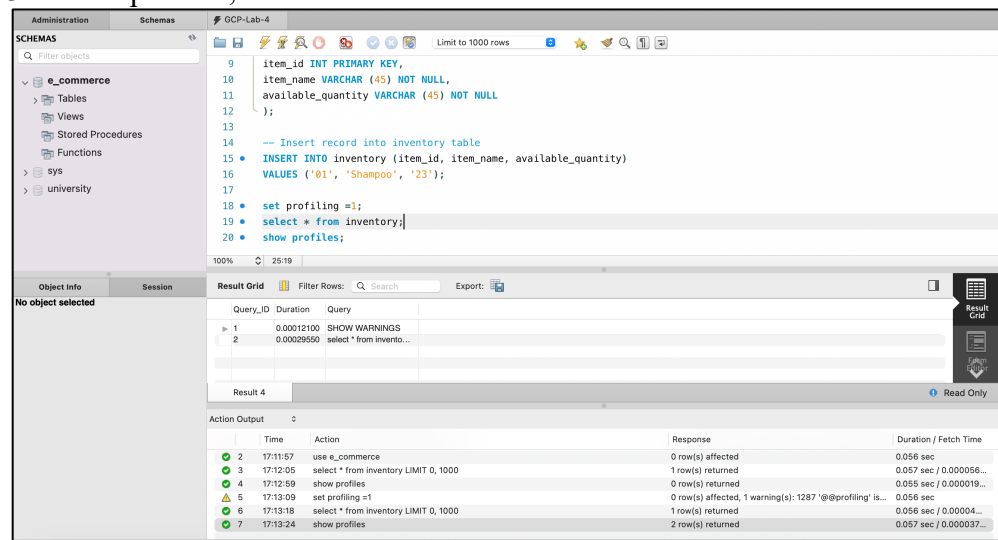 Administration Schemas GCP-Lab-4
SCHEMAS
Filter objects
Limit to 1000 rows
e_commerce
Tables
Views
Stored Procedures
Functions
sys
university
9 item_id INT PRIMARY KEY,
10 item_name VARCHAR (45) NOT NULL,
11 available_quantity VARCHAR (45) NOT NULL
12 );
13
14 -- Insert record into inventory table
15 INSERT INTO inventory (item_id, item_name, available_quantity)
16 VALUES ('01', 'Shampoo', '23');
17
18 set profiling =1;
19 select * from inventory;
20 show profiles;
100% 25:19
Object Info Session
No object selected
Result Grid Filter Rows: Search Export:
Query_ID Duration Query
1 0.00012100 SHOW WARNINGS
2 0.00029550 select * from invento...
Result Grid
Form Editor
Result 4 Read Only
Action Output
Time Action Response Duration / Fetch Time
2 17:11:57 use e_commerce 0 row(s) affected 0.056 sec
3 17:12:05 select * from inventory LIMIT 0, 1000 1 row(s) returned 0.057 sec / 0.000056...
4 17:12:59 show profiles 0 row(s) returned 0.055 sec / 0.000019...
5 17:13:09 set profiling =1 0 row(s) affected, 1 warning(s): 1287 '@@profiling' is... 0.056 sec
6 17:13:18 select * from inventory LIMIT 0, 1000 1 row(s) returned 0.056 sec / 0.00004...
7 17:13:24 show profiles 2 row(s) returned 0.057 sec / 0.000037...